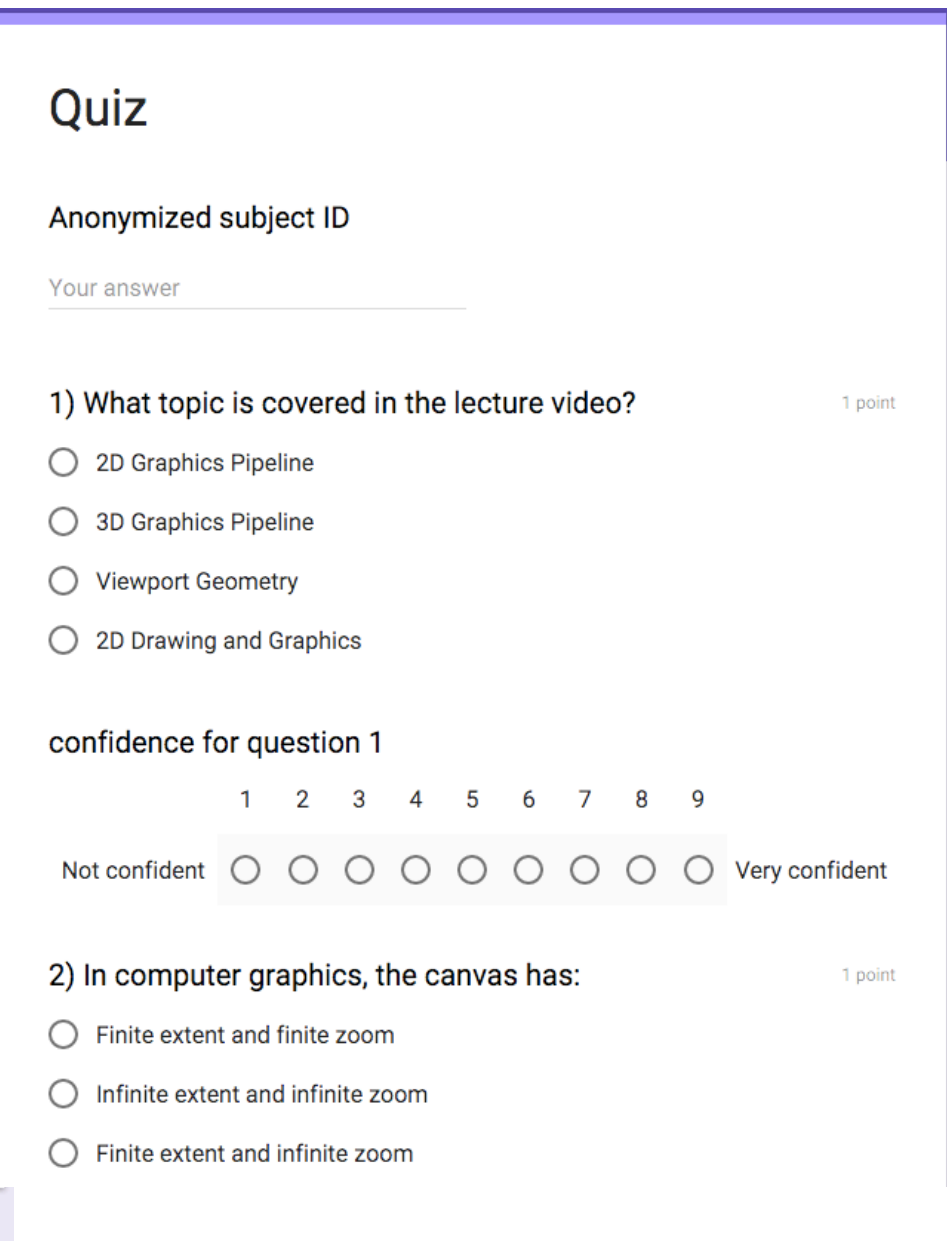 Quiz
Anonymized subject ID
Your answer
1) What topic is covered in the lecture video?
1 point
2D Graphics Pipeline
3D Graphics Pipeline
Viewport Geometry
2D Drawing and Graphics
confidence for question 1
1 2 3 4 5 6 7 8 9
Not confident
Very confident
2) In computer graphics, the canvas has:
1 point
Finite extent and finite zoom
Infinite extent and infinite zoom
Finite extent and infinite zoom